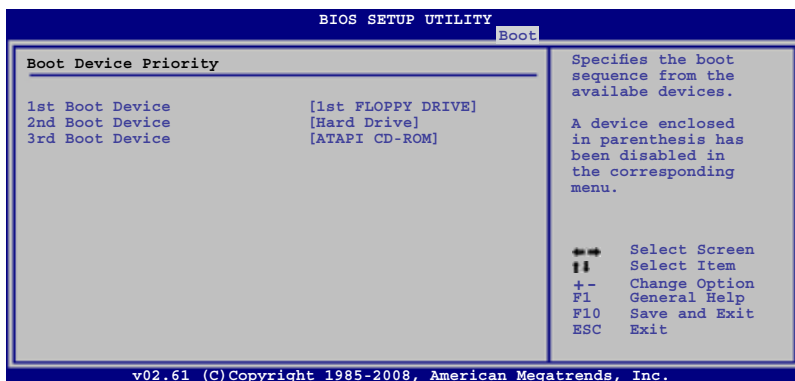 BIOS SETUP UTILITY
Boot
Boot Device Priority
1st Boot Device [1st FLOPPY DRIVE]
2nd Boot Device [Hard Drive]
3rd Boot Device [ATAPI CD-ROM]
Specifies the boot
sequence from the
availabe devices.
A device enclosed
in parenthesis has
been disabled in
the corresponding
menu.
←→ Select Screen
↑↓ Select Item
+- Change Option
F1 General Help
F10 Save and Exit
ESC Exit
v02.61 (C)Copyright 1985-2008, American Megatrends, Inc.